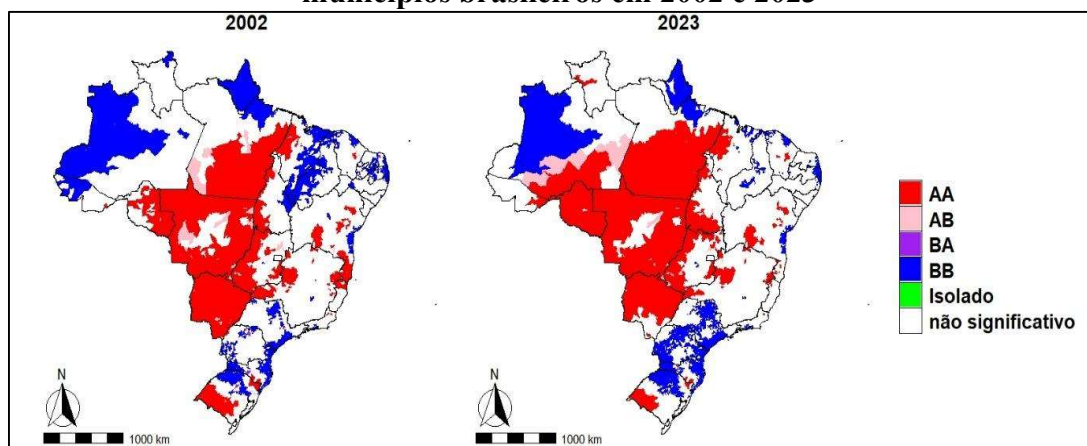 municípios brasileiros em 2002 e 2023
2002
2023
AA
AB
BA
BB
Isolado
não significativo
N
1000 km
N
1000 km